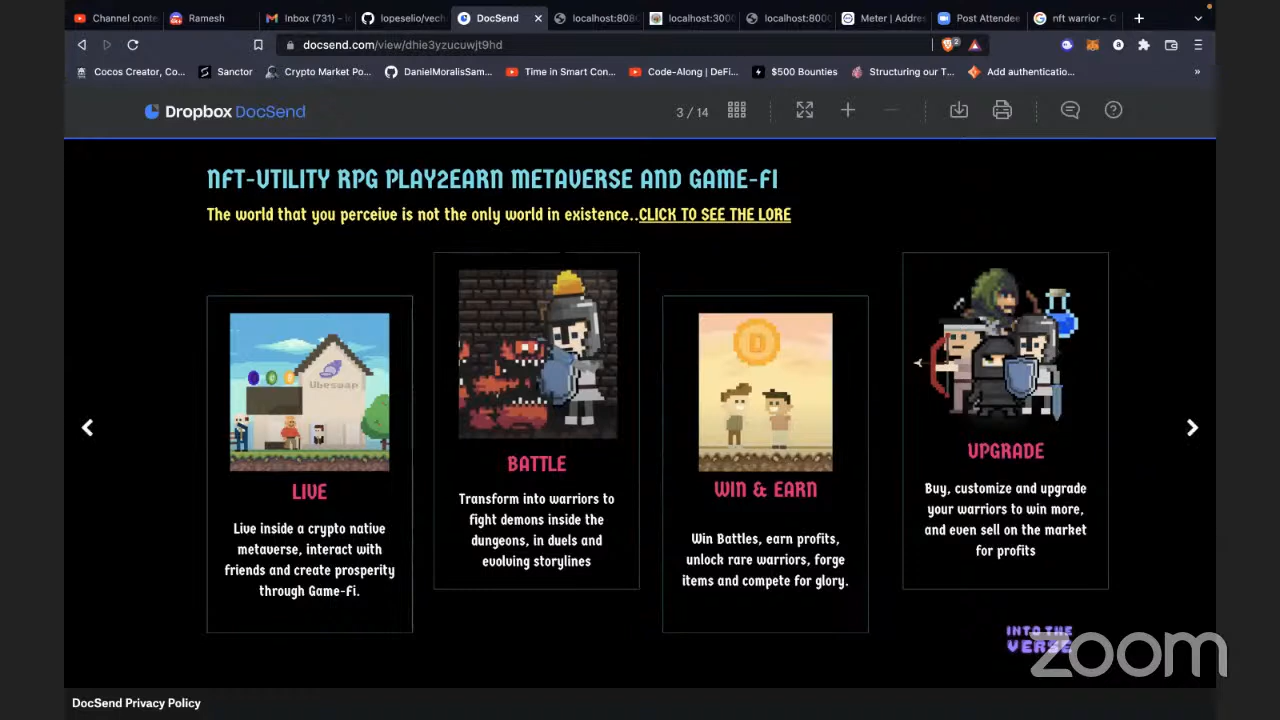 Channel conte
Ramesh
Inbox (731) - l
lopeselio/vech
DocSend
localhost:808
localhost:3000
localhost:8000
Meter | Addre
Post Attendee
nft warrior - G
docsend.com/view/dhie3yzucuwjt9hd
2
Cocos Creator, Co...
Sanctor
Crypto Market Po...
DanielMoralisSam...
Time in Smart Con...
Code-Along | DeFi...
$500 Bounties
Structuring our T...
Add authenticatio...
»
Dropbox DocSend
3 / 14
NFT-UTILITY RPG PLAY2EARN METAVERSE AND GAME-FI
The world that you perceive is not the only world in existence..CLICK TO SEE THE LORE
Ubeswap
LIVE
Live inside a crypto native
metaverse, interact with
friends and create prosperity
through Game-Fi.
BATTLE
Transform into warriors to
fight demons inside the
dungeons, in duels and
evolving storylines
D
WIN & EARN
Win Battles, earn profits,
unlock rare warriors, forge
items and compete for glory.
UPGRADE
Buy, customize and upgrade
your warriors to win more,
and even sell on the market
for profits
INTO THE
VERSE
zoom
DocSend Privacy Policy